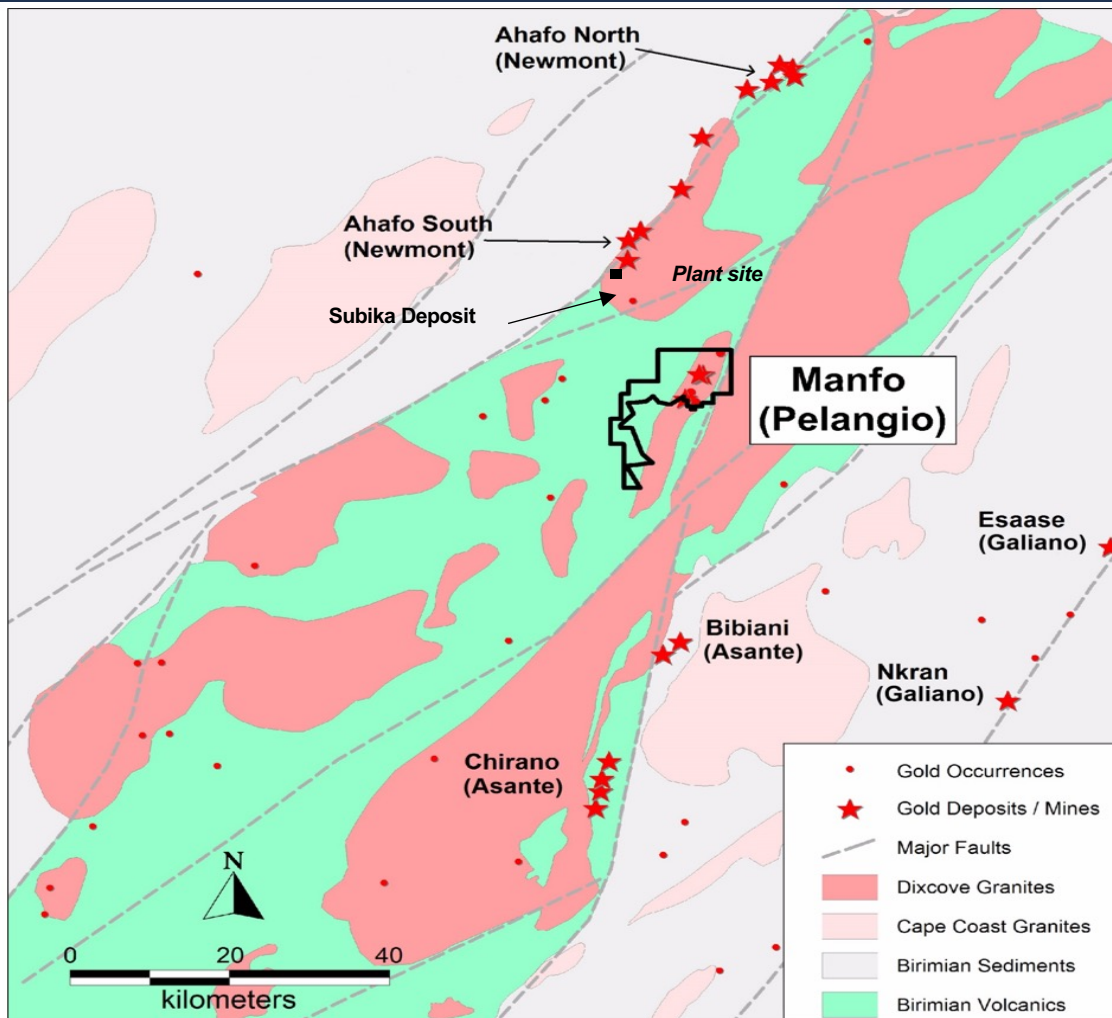 Ahafo North
(Newmont)
Ahafo South
(Newmont)
Plant site
Subika Deposit
Manfo
(Pelangio)
Esaase
(Galiano)
Bibiani
(Asante)
Nkran
(Galiano)
Chirano
(Asante)
N
0 20 40
kilometers
Gold Occurrences
Gold Deposits / Mines
Major Faults
Dixcove Granites
Cape Coast Granites
Birimian Sediments
Birimian Volcanics